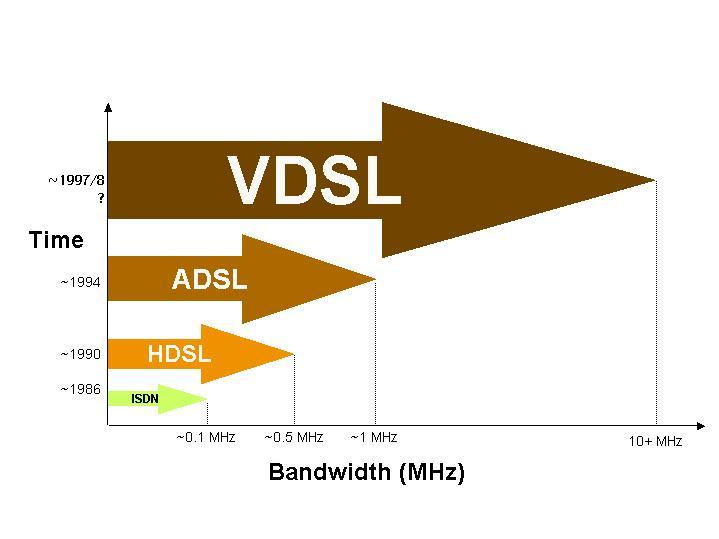 VDSL
~1997/8
?
Time
ADSL
~1994
HDSL
~1990
~1986
ISDN
~0.1 MHz
~0.5 MHz
~1 MHz
10+ MHz
Bandwidth (MHz)